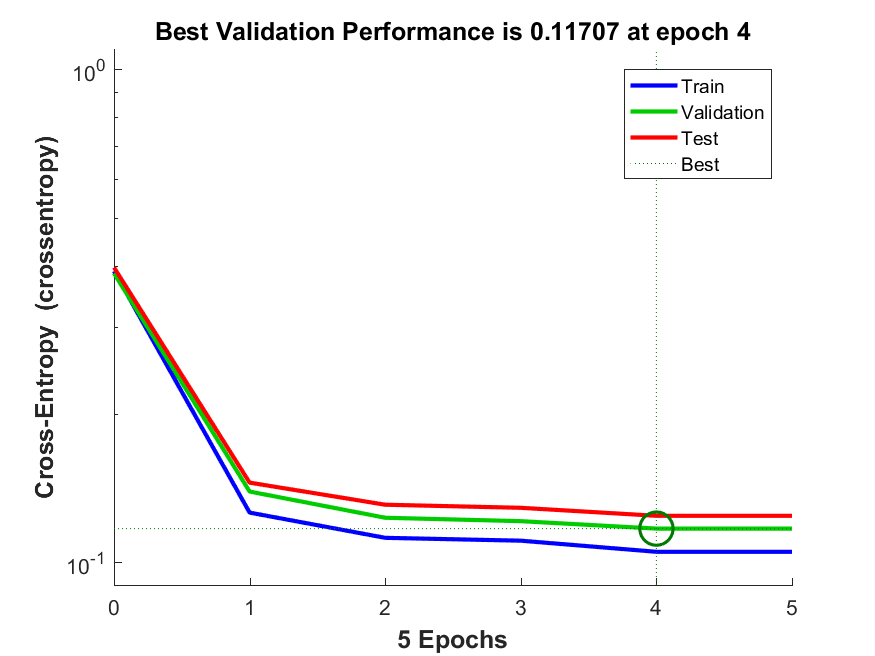 Best Validation Performance is 0.11707 at epoch 4
Cross-Entropy (crossentropy)
10^0
10^-1
Train
Validation
Test
Best
0 1 2 3 4 5
5 Epochs